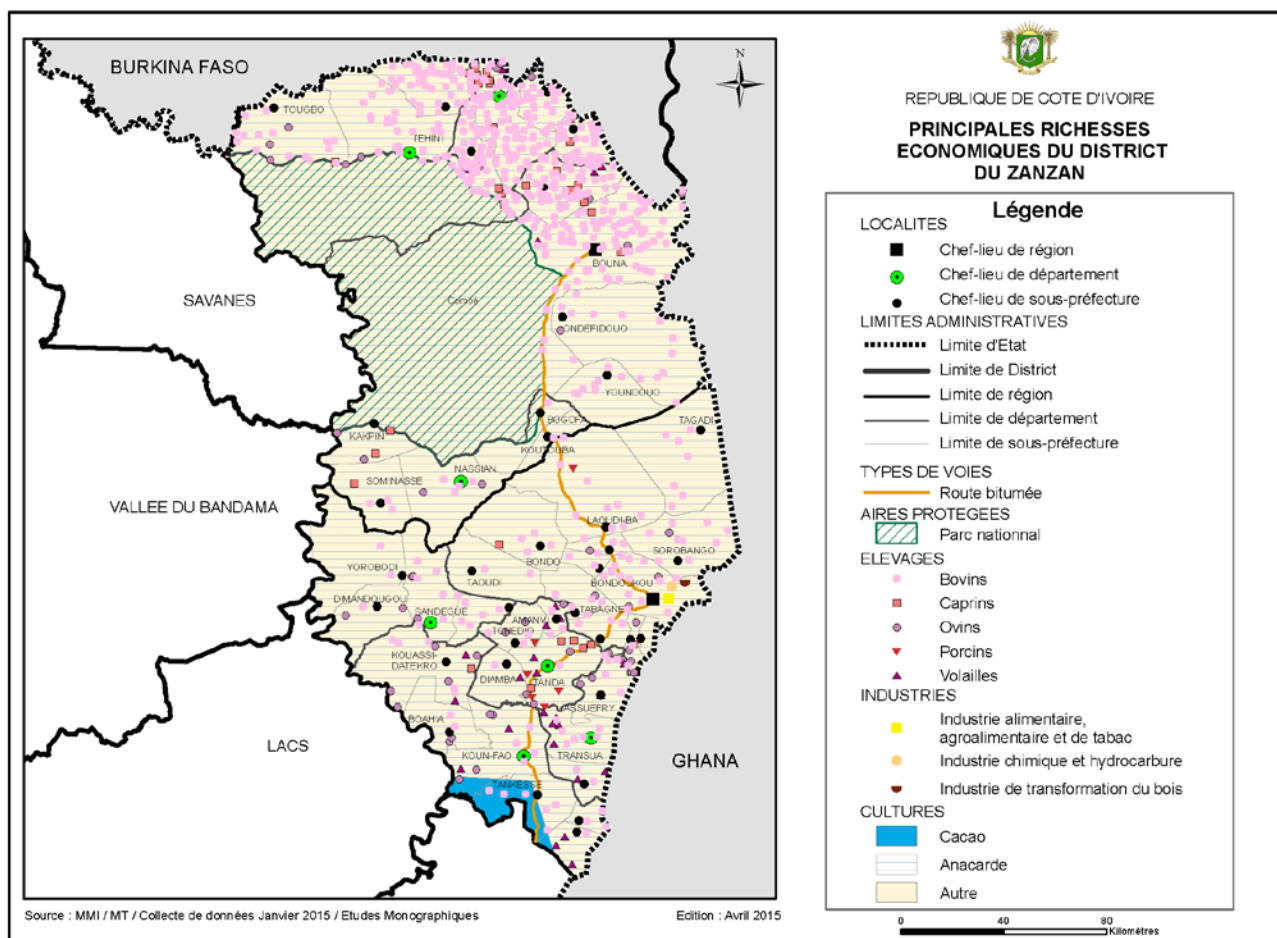 BURKINA FASO
N
TOUGBO
TEHINI
BOUNA
SAVANES
Comoé
ONDEFIDOUO
YOUNDOUO
BOGOFA
TAGADI
KAKPIN
KOUTOUBA
NASSIAN
SOMINASSE
VALLEE DU BANDAMA
LAOUDI-BA
BONDO
SOROBANGO
YOROBODI
TAOUDI
BONDOUKOU
DIMANDOUGOU
SANDEGUE
TABAGNE
AMANVI
TCHEDIO
KOUASSI-
DATEKRO
DIAMBA
TANDA
ASSUEFRY
BOAHIA
LACS
KOUN-FAO
TRANSUA
GHANA
TANKESSE
Source : MMI / MT / Collecte de données Janvier 2015 / Etudes Monographiques
Edition : Avril 2015
REPUBLIQUE DE COTE D'IVOIRE
PRINCIPALES RICHESSES
ECONOMIQUES DU DISTRICT
DU ZANZAN
Légende
LOCALITES
Chef-lieu de région
Chef-lieu de département
Chef-lieu de sous-préfecture
LIMITES ADMINISTRATIVES
Limite d'Etat
Limite de District
Limite de région
Limite de département
Limite de sous-préfecture
TYPES DE VOIES
Route bitumée
AIRES PROTEGEES
Parc nationnal
ELEVAGES
Bovins
Caprins
Ovins
Porcins
Volailles
INDUSTRIES
Industrie alimentaire,
agroalimentaire et de tabac
Industrie chimique et hydrocarbure
Industrie de transformation du bois
CULTURES
Cacao
Anacarde
Autre
0 40 80
Kilométres